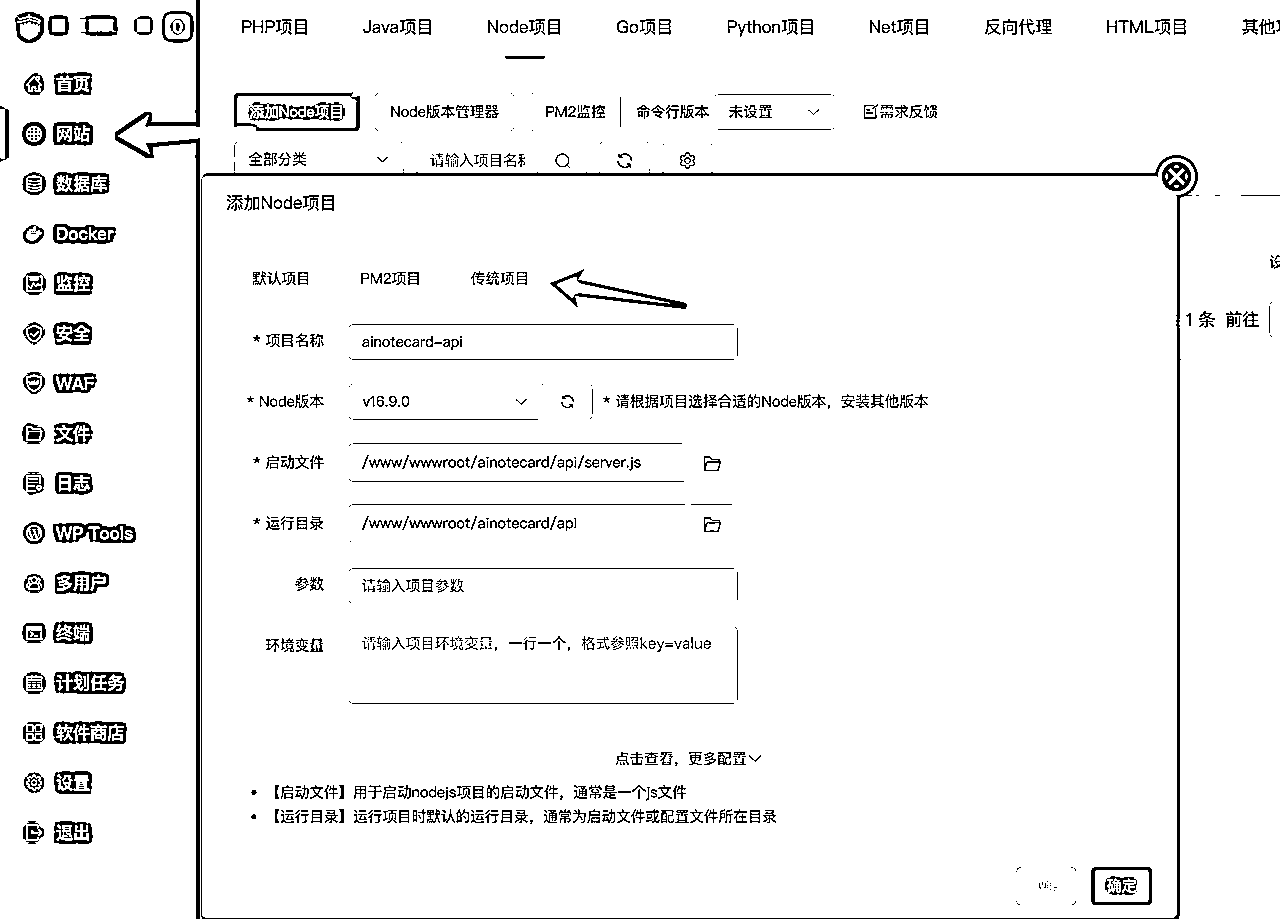 PHP项目 Java项目 Node项目 Go项目 Python项目 Net项目 反向代理 HTML项目 其他
首页
网站
数据库
Docker
监控
安全
WAF
文件
日志
WP Tools
多用户
终端
计划任务
软件商店
设置
退出
添加Node项目 Node版本管理器 PM2监控 命令行版本 未设置 需求反馈
全部分类 请输入项目名称
添加Node项目
默认项目 PM2项目 传统项目
* 项目名称 ainotecard-api
* Node版本 v16.9.0 * 请根据项目选择合适的Node版本，安装其他版本
* 启动文件 /www/wwwroot/ainotecard/api/server.js
* 运行目录 /www/wwwroot/ainotecard/api
参数 请输入项目参数
环境变量 请输入项目环境变量，一行一个，格式参照key=value
点击查看，更多配置
• 【启动文件】用于启动nodejs项目的启动文件，通常是一个js文件
• 【运行目录】运行项目时默认的运行目录，通常为启动文件或配置文件所在目录
确定
1 条 前往